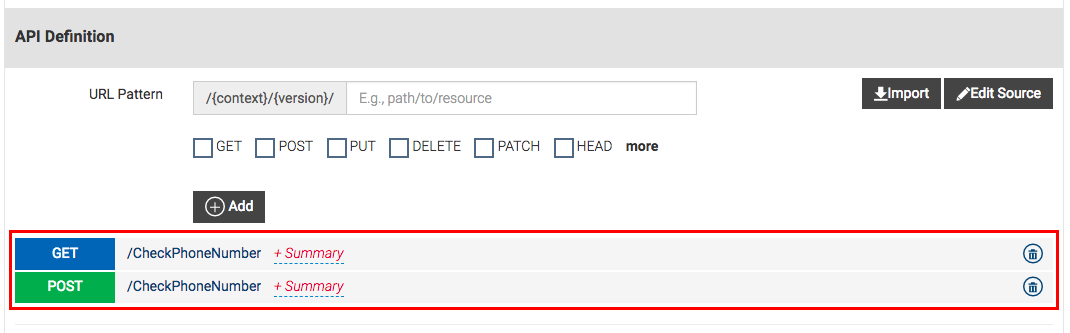 API Definition
URL Pattern /{context}/{version}/ E.g., path/to/resource Import Edit Source
GET POST PUT DELETE PATCH HEAD more
Add
GET /CheckPhoneNumber + Summary
POST /CheckPhoneNumber + Summary